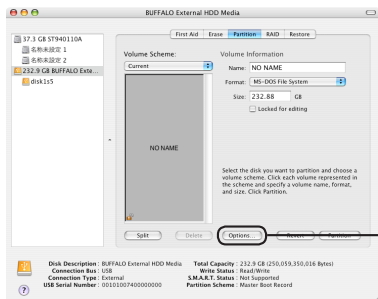 BUFFALO External HDD Media
First Aid Erase Partition RAID Restore
37.3 GB ST940110A
名称未設定 1
名称未設定 2
232.9 GB BUFFALO Exte...
disk1s5
Volume Scheme:
Current
NO NAME
Volume Information
Name: NO NAME
Format: MS-DOS File System
Size: 232.88 GB
Locked for editing
Select the disk you want to partition and choose a
volume scheme. Click each volume represented in
the scheme and specify a volume name, format,
and size. Click Partition.
Split Delete Options... Revert Partition
Disk Description : BUFFALO External HDD Media
Connection Bus : USB
Connection Type : External
USB Serial Number : 00101007400000000
Total Capacity : 232.9 GB (250,059,350,016 Bytes)
Write Status : Read/Write
S.M.A.R.T. Status : Not Supported
Partition Scheme : Master Boot Record
?